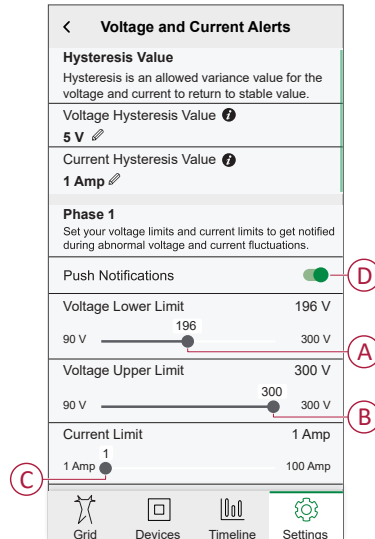 Voltage and Current Alerts
Hysteresis Value
Hysteresis is an allowed variance value for the
voltage and current to return to stable value.
Voltage Hysteresis Value
5 V
Current Hysteresis Value
1 Amp
Phase 1
Set your voltage limits and current limits to get notified
during abnormal voltage and current fluctuations.
Push Notifications
D
Voltage Lower Limit 196 V
196
90 V 300 V
A
Voltage Upper Limit 300 V
300
90 V 300 V
B
Current Limit 1 Amp
1
1 Amp 100 Amp
C
Grid Devices Timeline Settings